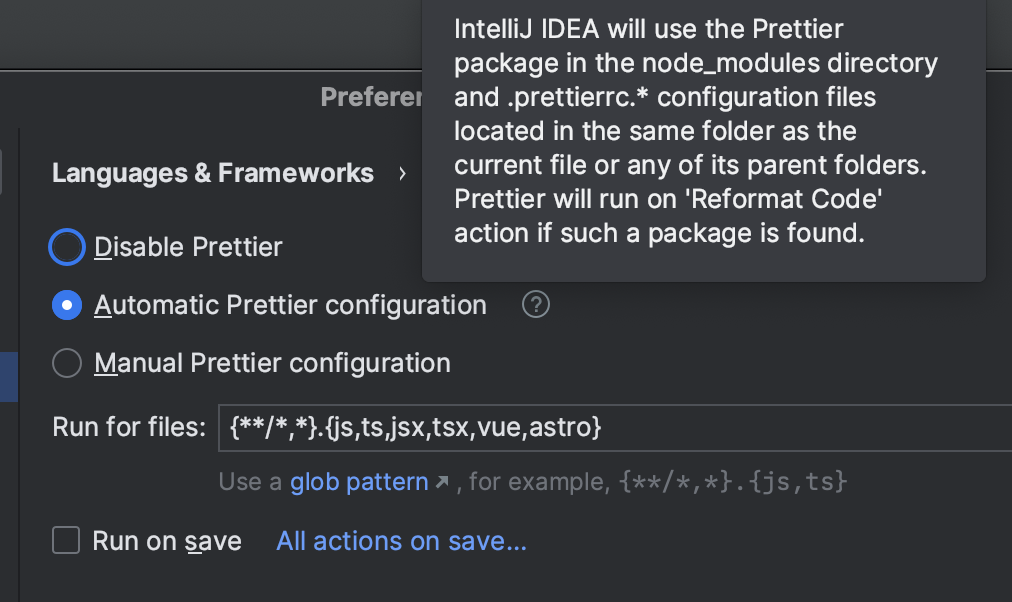 IntelliJ IDEA will use the Prettier
package in the node_modules directory
and .prettierrc.* configuration files
located in the same folder as the
current file or any of its parent folders.
Prettier will run on 'Reformat Code'
action if such a package is found.
Languages & Frameworks ›
Disable Prettier
Automatic Prettier configuration ?
Manual Prettier configuration
Run for files: {**/*,*}.{js,ts,jsx,tsx,vue,astro}
Use a glob pattern ↗ , for example, {**/*,*}.{js,ts}
Run on save All actions on save...